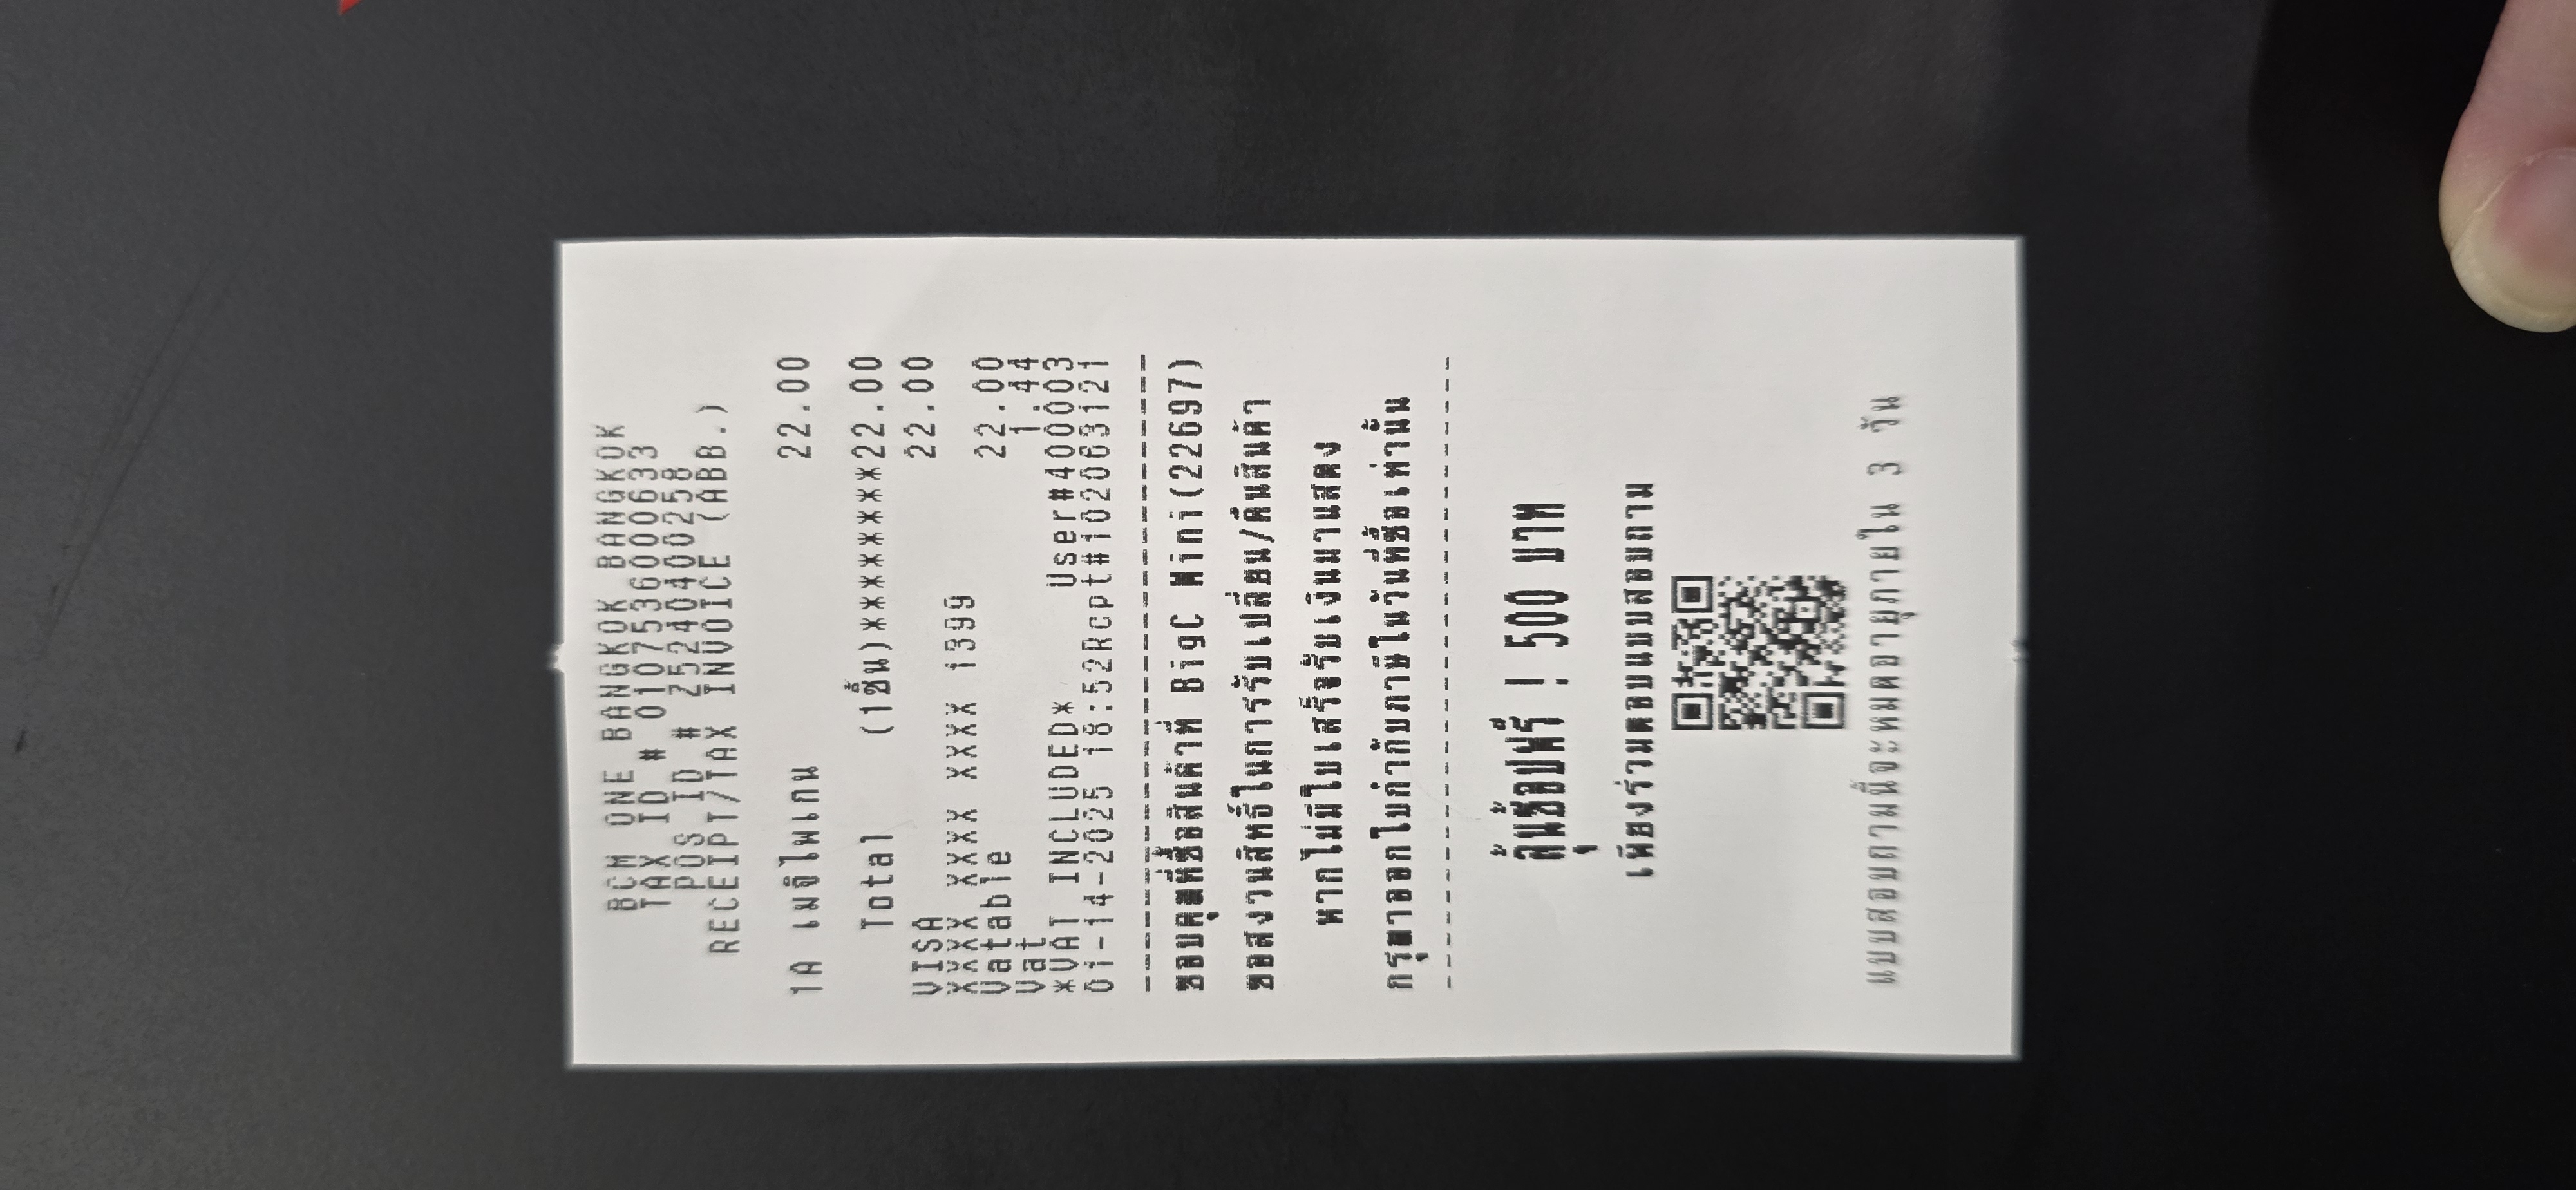 BCM ONE BANGKOK BANGKOK
TAX ID # 0107536000633
POS ID # Z5240400258
RECEIPT/TAX INVOICE (ABB.)
1A เมจิไพเกน 22.00
Total (1ชิ้น)********22.00
VISA 22.00
XXXX XXXX XXXX 1399
Vatable 22.00
Vat 1.44
*VAT INCLUDED* User#400003
01-14-2025 18:52Rcpt#102063121
ขอบคุณที่ซื้อสินค้าที่ BigC Mini(22697)
ขอสงวนสิทธิ์ในการรับเปลี่ยน/คืนสินค้า
หากไม่มีใบเสร็จรับเงินมาแสดง
กรุณาออกใบกำกับภาษีในวันที่ซื้อเท่านั้น
ลุ้นช้อปฟรี ! 500 บาท
เพียงร่วมตอบแบบสอบถาม
แบบสอบถามนี้จะหมดอายุภายใน 3 วัน